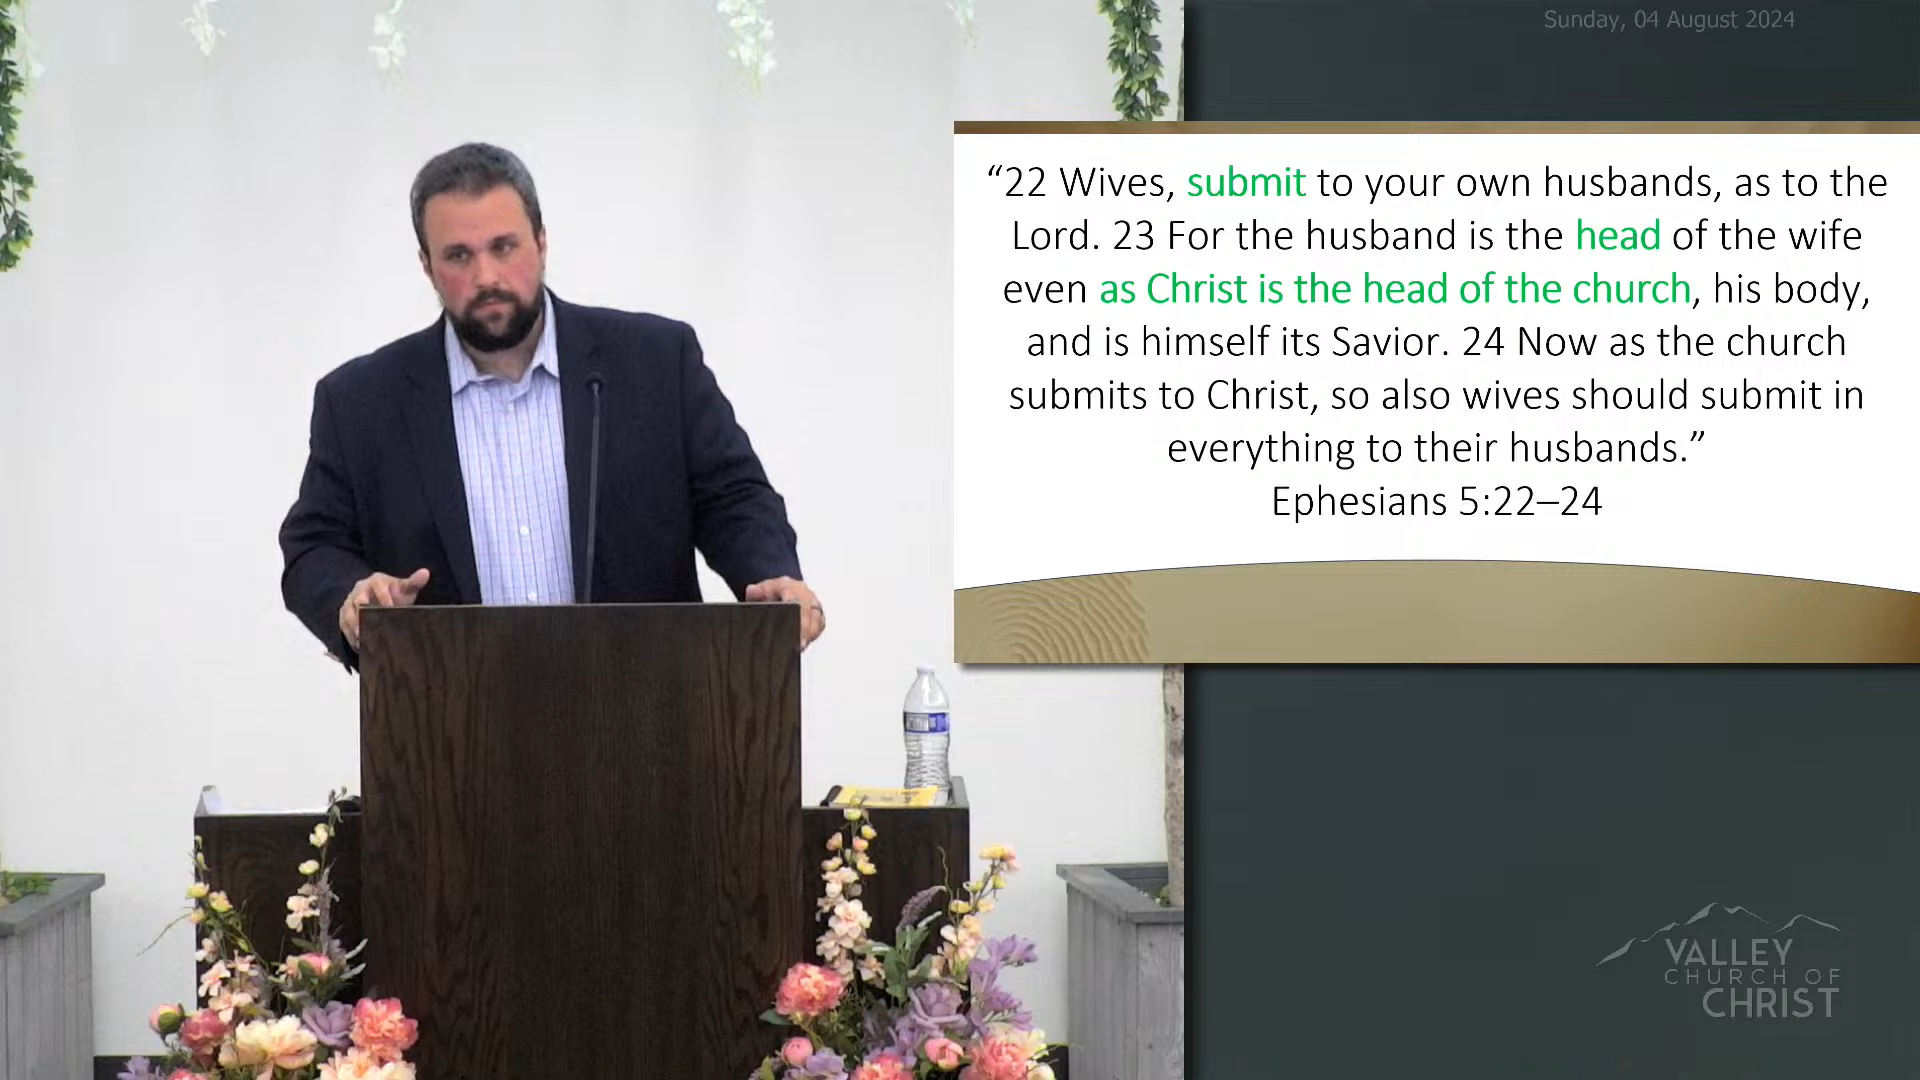 Sunday, 04 August 2024
“22 Wives, submit to your own husbands, as to the
Lord. 23 For the husband is the head of the wife
even as Christ is the head of the church, his body,
and is himself its Savior. 24 Now as the church
submits to Christ, so also wives should submit in
everything to their husbands.”
Ephesians 5:22–24
VALLEY
CHURCH OF
CHRIST